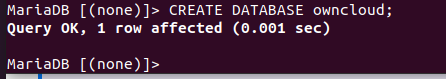 MariaDB [(none)]> CREATE DATABASE owncloud;
Query OK, 1 row affected (0.001 sec)
MariaDB [(none)]>